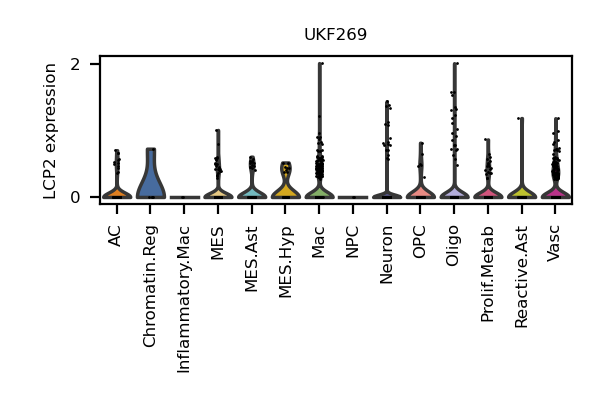 UKF269
LCP2 expression
2
0
AC
Chromatin.Reg
Inflammatory.Mac
MES
MES.Ast
MES.Hyp
Mac
NPC
Neuron
OPC
Oligo
Prolif.Metab
Reactive.Ast
Vasc